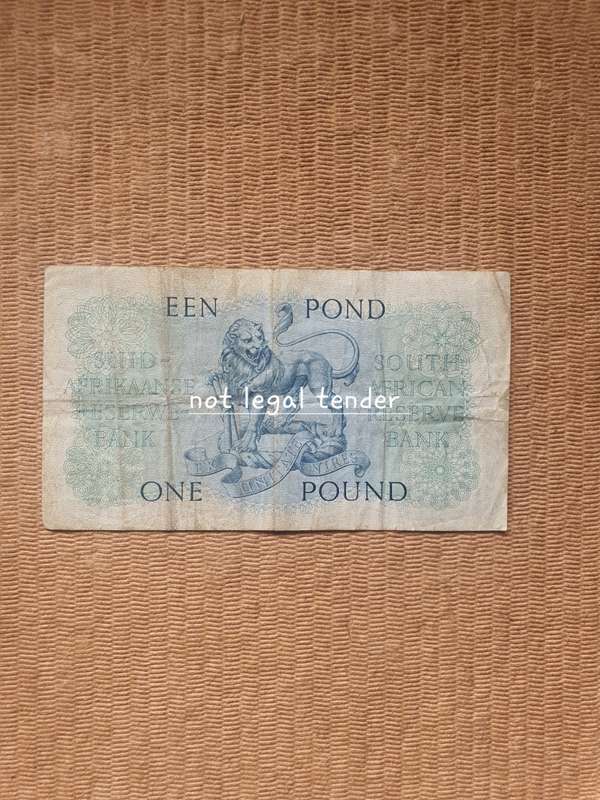 EEN POND
SUID-
AFRIKAANSE
RESERWE
BANK
SOUTH
AFRICAN
RESERVE
BANK
not legal tender
EX UNITATE VIRES
ONE POUND